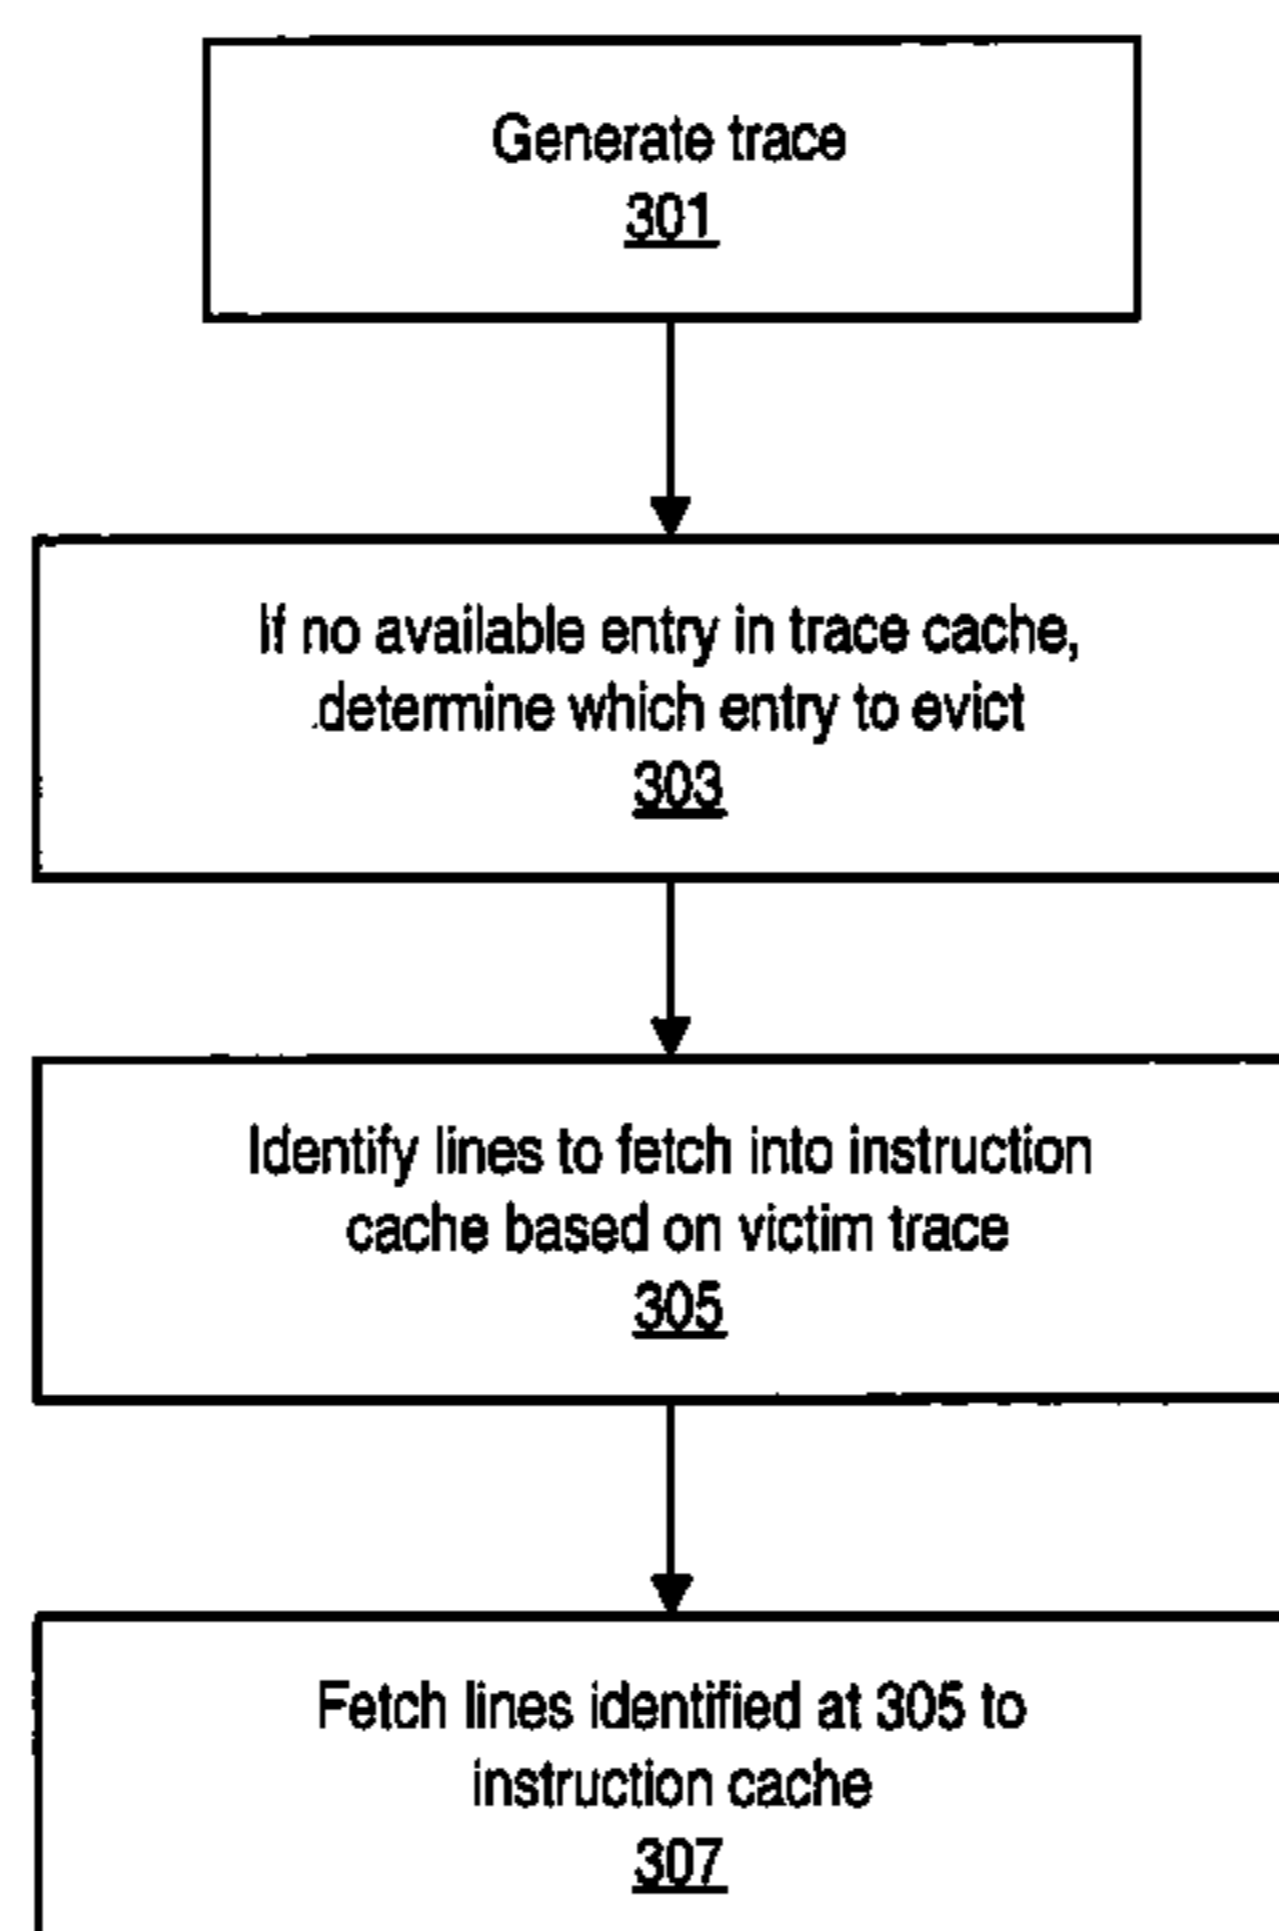 Generate trace
301
If no available entry in trace cache,
determine which entry to evict
303
Identify lines to fetch into instruction
cache based on victim trace
305
Fetch lines identified at 305 to
instruction cache
307